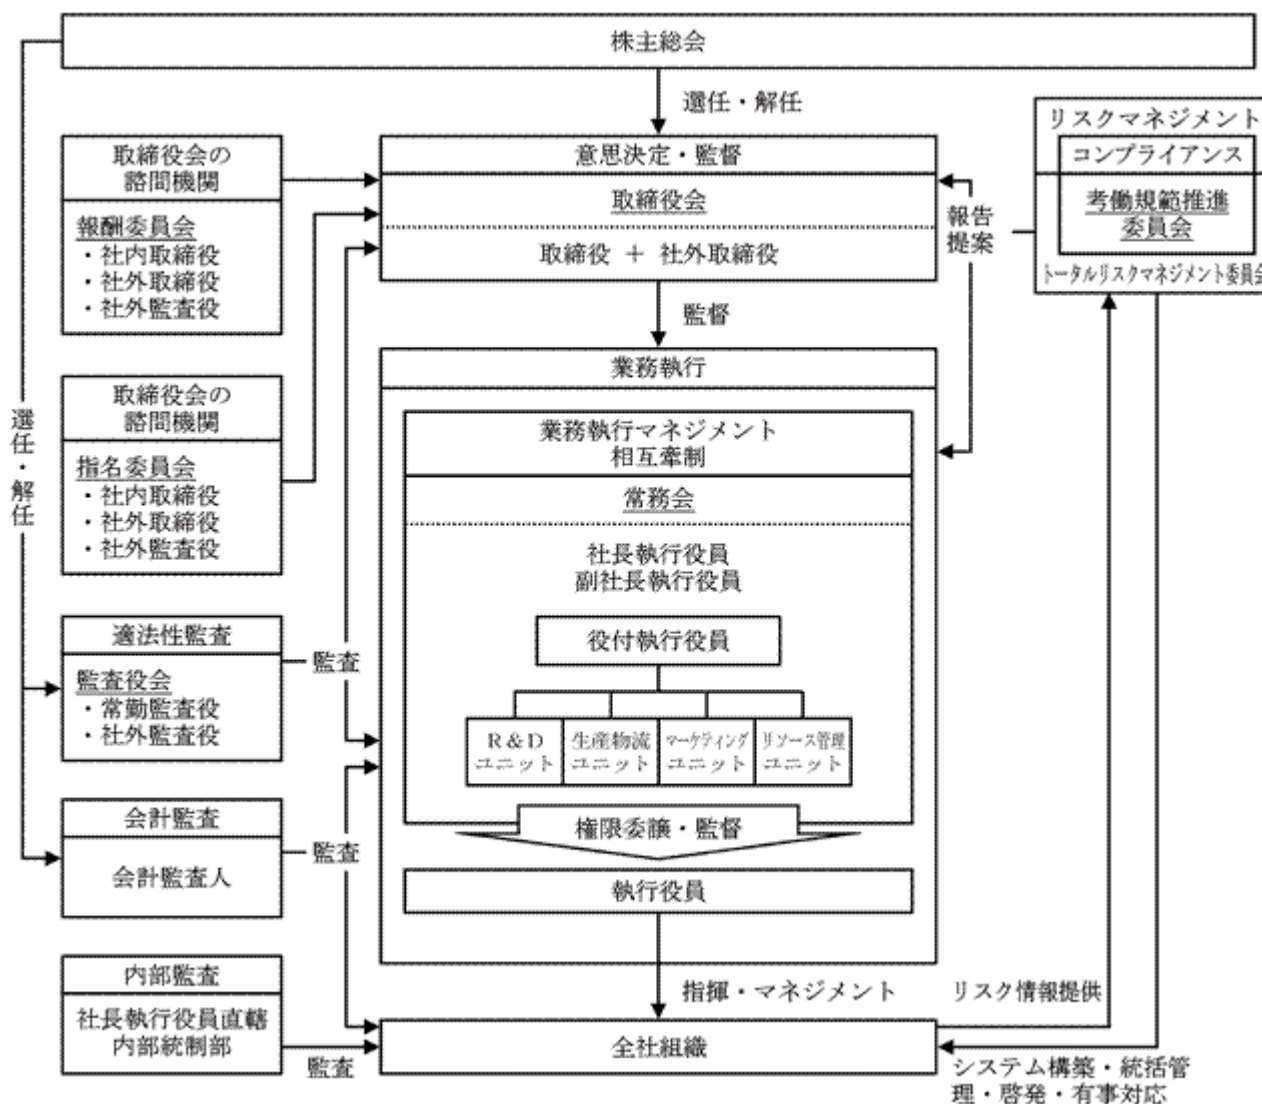 株主総会
選任・解任
選任・解任
取締役会の
諮問機関
報酬委員会
・社内取締役
・社外取締役
・社外監査役
取締役会の
諮問機関
指名委員会
・社内取締役
・社外取締役
・社外監査役
適法性監査
監査役会
・常勤監査役
・社外監査役
監査
会計監査
会計監査人
監査
内部監査
社長執行役員直轄
内部統制部
監査
意思決定・監督
取締役会
取締役 + 社外取締役
監督
業務執行
業務執行マネジメント
相互牽制
常務会
社長執行役員
副社長執行役員
役付執行役員
R&D
ユニット
生産物流
ユニット
マーケティング
ユニット
リソース管理
ユニット
権限委譲・監督
執行役員
指揮・マネジメント
全社組織
報告
提案
リスクマネジメント
コンプライアンス
考働規範推進
委員会
トータルリスクマネジメント委員会
リスク情報提供
システム構築・統括管
理・啓発・有事対応